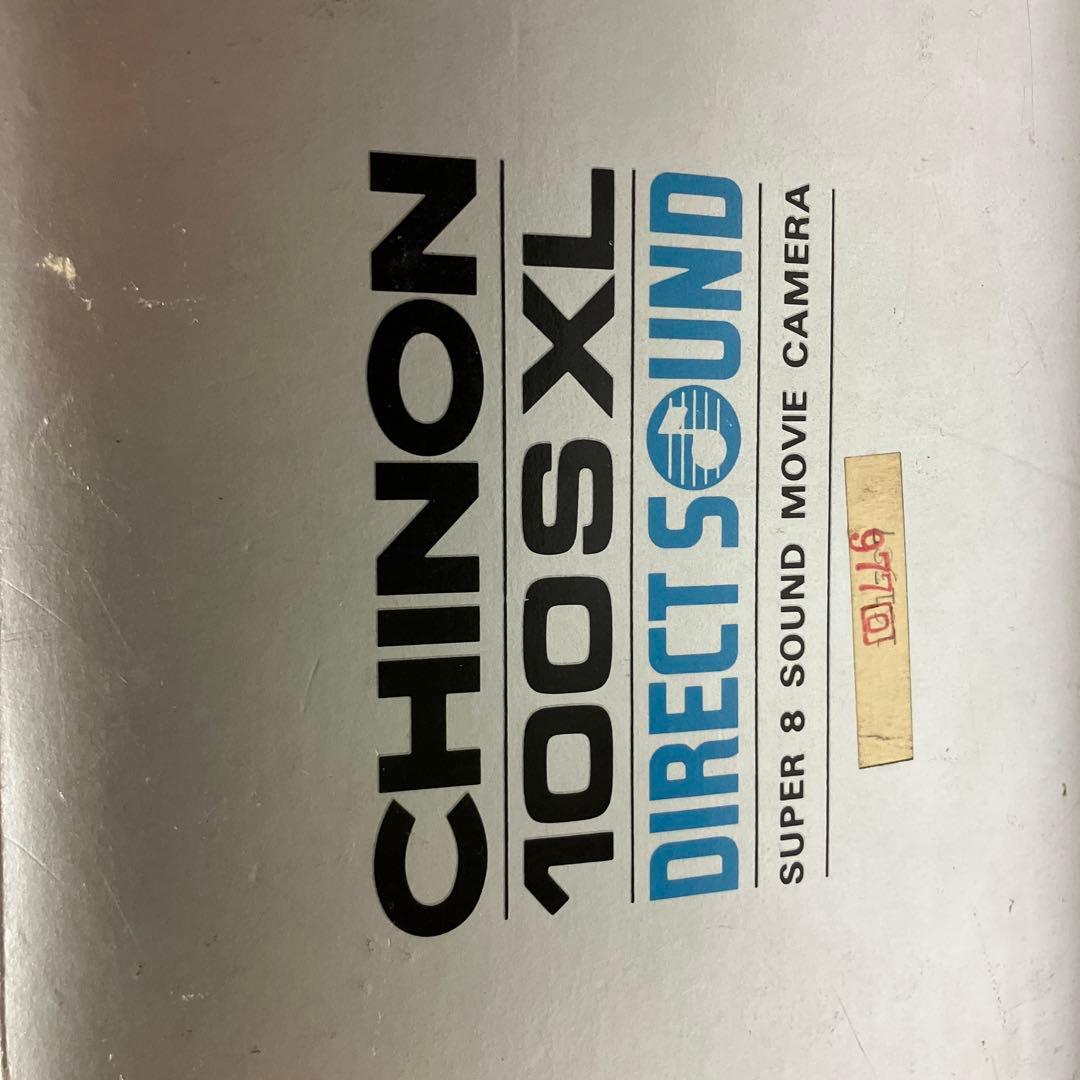 CHINON
100SXL
DIRECT SOUND
SUPER 8 SOUND MOVIE CAMERA